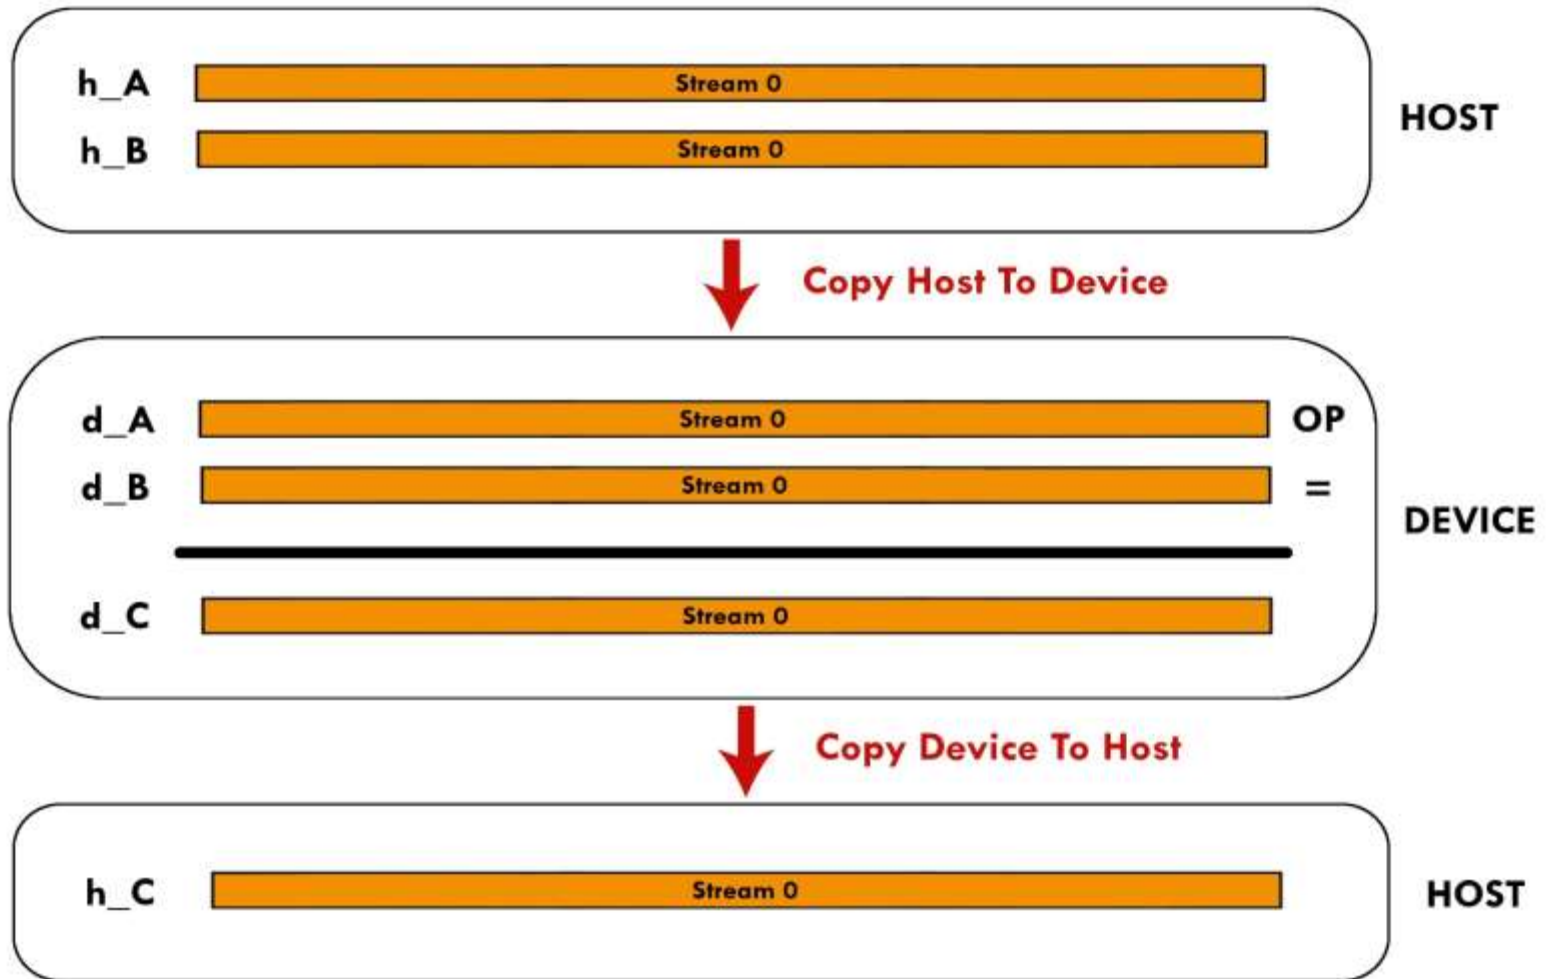 h_A Stream 0
HOST
h_B Stream 0
Copy Host To Device
d_A Stream 0 OP
d_B Stream 0 =
DEVICE
d_C Stream 0
Copy Device To Host
h_C Stream 0 HOST